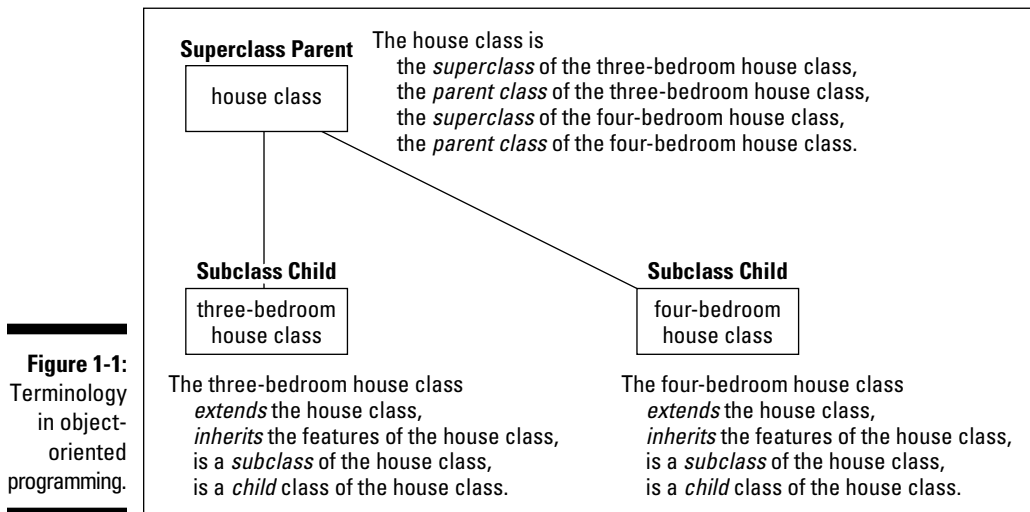 Superclass Parent
house class
The house class is
the superclass of the three-bedroom house class,
the parent class of the three-bedroom house class,
the superclass of the four-bedroom house class,
the parent class of the four-bedroom house class.
Subclass Child
three-bedroom
house class
The three-bedroom house class
extends the house class,
inherits the features of the house class,
is a subclass of the house class,
is a child class of the house class.
Subclass Child
four-bedroom
house class
The four-bedroom house class
extends the house class,
inherits the features of the house class,
is a subclass of the house class,
is a child class of the house class.
Figure 1-1:
Terminology
in object-
oriented
programming.